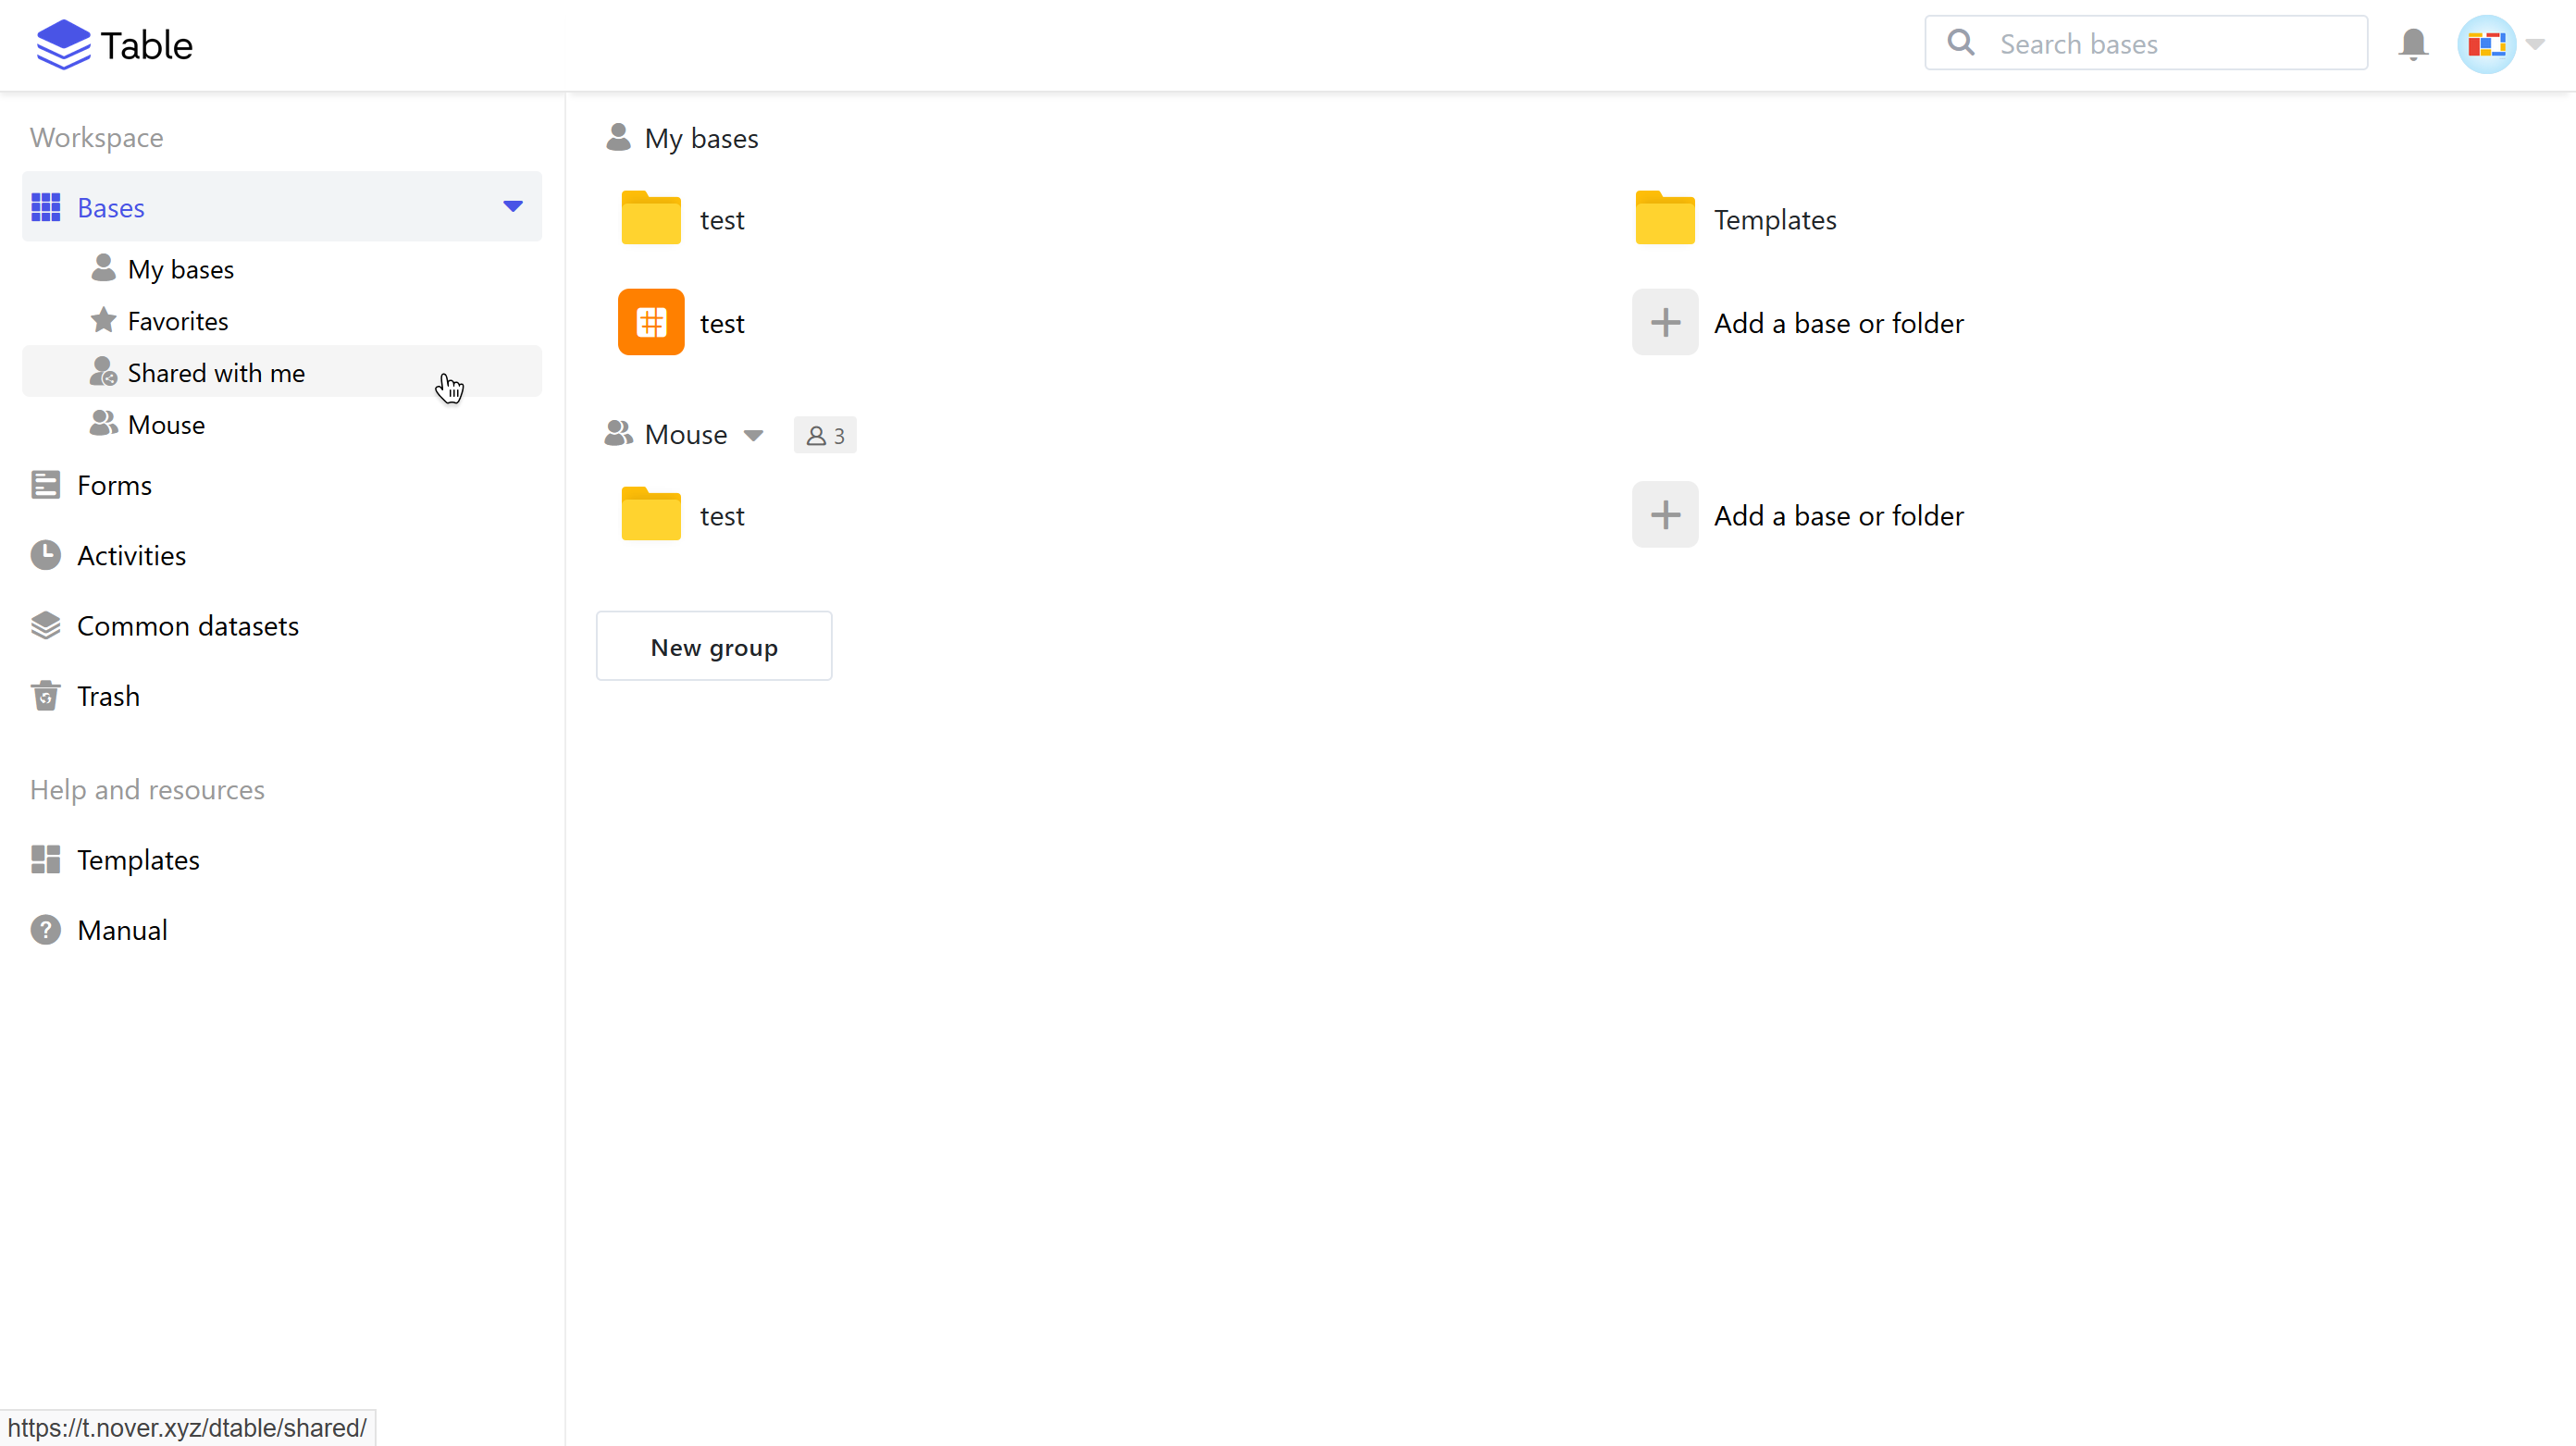 Table
Search bases
Workspace
Bases
My bases
Favorites
Shared with me
Mouse
Forms
Activities
Common datasets
Trash
Help and resources
Templates
Manual
My bases
test
Templates
test
Add a base or folder
Mouse
3
test
Add a base or folder
New group
https://t.nover.xyz/dtable/shared/